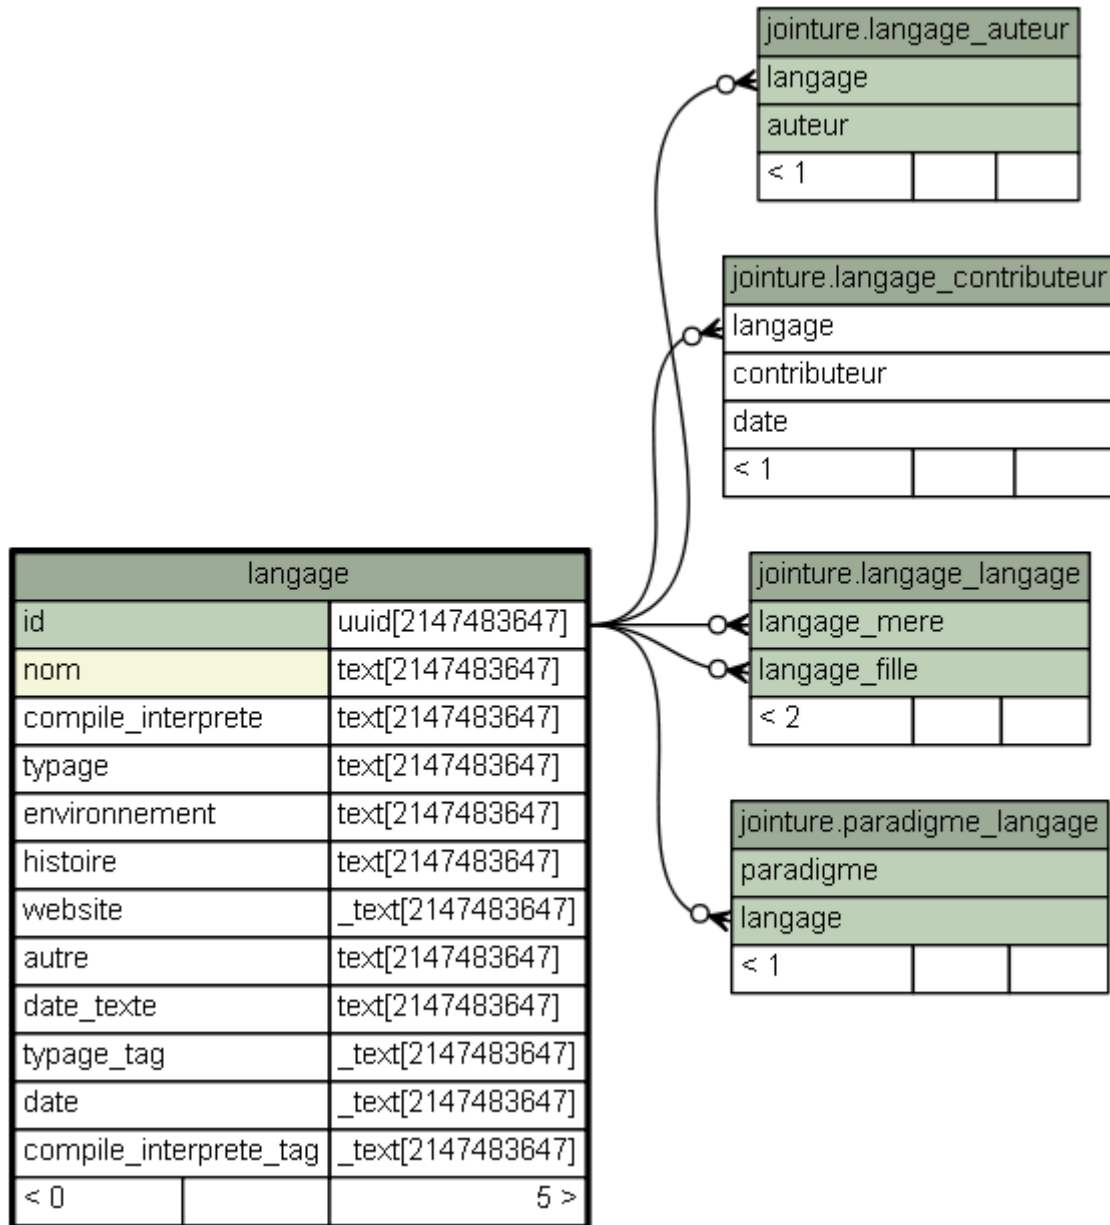 jointure.langage_auteur
langage
auteur
< 1
jointure.langage_contributeur
langage
contributeur
date
< 1
langage
id uuid[2147483647]
nom text[2147483647]
compile_interprete text[2147483647]
typage text[2147483647]
environnement text[2147483647]
histoire text[2147483647]
website _text[2147483647]
autre text[2147483647]
date_texte text[2147483647]
typage_tag _text[2147483647]
date _text[2147483647]
compile_interprete_tag _text[2147483647]
< 0 5 >
jointure.langage_langage
langage_mere
langage_fille
< 2
jointure.paradigme_langage
paradigme
langage
< 1